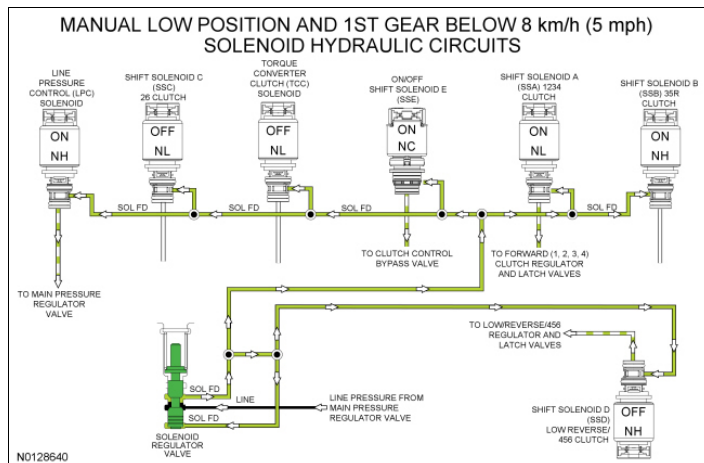 MANUAL LOW POSITION AND 1ST GEAR BELOW 8 km/h (5 mph)
SOLENOID HYDRAULIC CIRCUITS
LINE
PRESSURE
CONTROL (LPC)
SOLENOID
SHIFT SOLENOID C
(SSC)
26 CLUTCH
TORQUE
CONVERTER
CLUTCH (TCC)
SOLENOID
ON/OFF
SHIFT SOLENOID E
(SSE)
SHIFT SOLENOID A
(SSA) 1234
CLUTCH
SHIFT SOLENOID B
(SSB) 35R
CLUTCH
ON
NH
OFF
NL
OFF
NL
ON
NC
ON
NL
ON
NH
SOL FD
SOL FD
SOL FD
SOL FD
TO MAIN PRESSURE
REGULATOR
VALVE
TO CLUTCH CONTROL
BYPASS VALVE
TO FORWARD (1, 2, 3, 4)
CLUTCH REGULATOR
AND LATCH VALVES
TO LOW/REVERSE/456
REGULATOR AND
LATCH VALVES
SOL FD
LINE
SOL FD
LINE PRESSURE FROM
MAIN PRESSURE
REGULATOR VALVE
SOLENOID
REGULATOR
VALVE
SHIFT SOLENOID D
(SSD)
LOW REVERSE/
456 CLUTCH
OFF
NH
N0128640